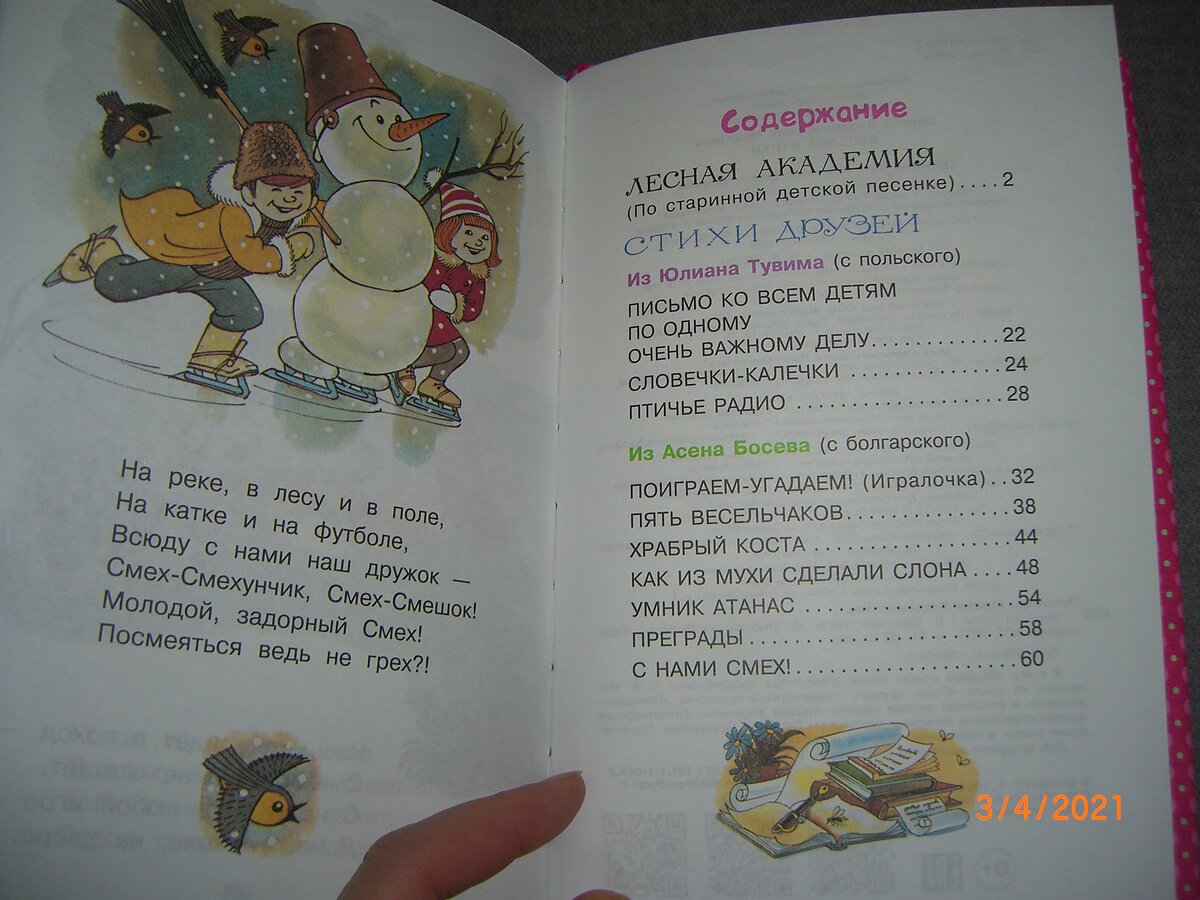 На реке, в лесу и в поле,
На катке и на футболе,
Всюду с нами наш дружок —
Смех-Смехунчик, Смех-Смешок!
Молодой, задорный Смех!
Посмеяться ведь не грех?!
Содержание
ЛЕСНАЯ АКАДЕМИЯ
(По старинной детской песенке) .... 2
СТИХИ ДРУЗЕЙ
Из Юлиана Тувима (с польского)
ПИСЬМО КО ВСЕМ ДЕТЯМ
ПО ОДНОМУ
ОЧЕНЬ ВАЖНОМУ ДЕЛУ............ 22
СЛОВЕЧКИ-КАЛЕЧКИ ............ 24
ПТИЧЬЕ РАДИО ................ 28
Из Асена Босева (с болгарского)
ПОИГРАЕМ-УГАДАЕМ! (Игралочка) .. 32
ПЯТЬ ВЕСЕЛЬЧАКОВ............. 38
ХРАБРЫЙ КОСТА ............... 44
КАК ИЗ МУХИ СДЕЛАЛИ СЛОНА .... 48
УМНИК АТАНАС ................ 54
ПРЕГРАДЫ .................... 58
С НАМИ СМЕХ!................. 60
3/4/2021